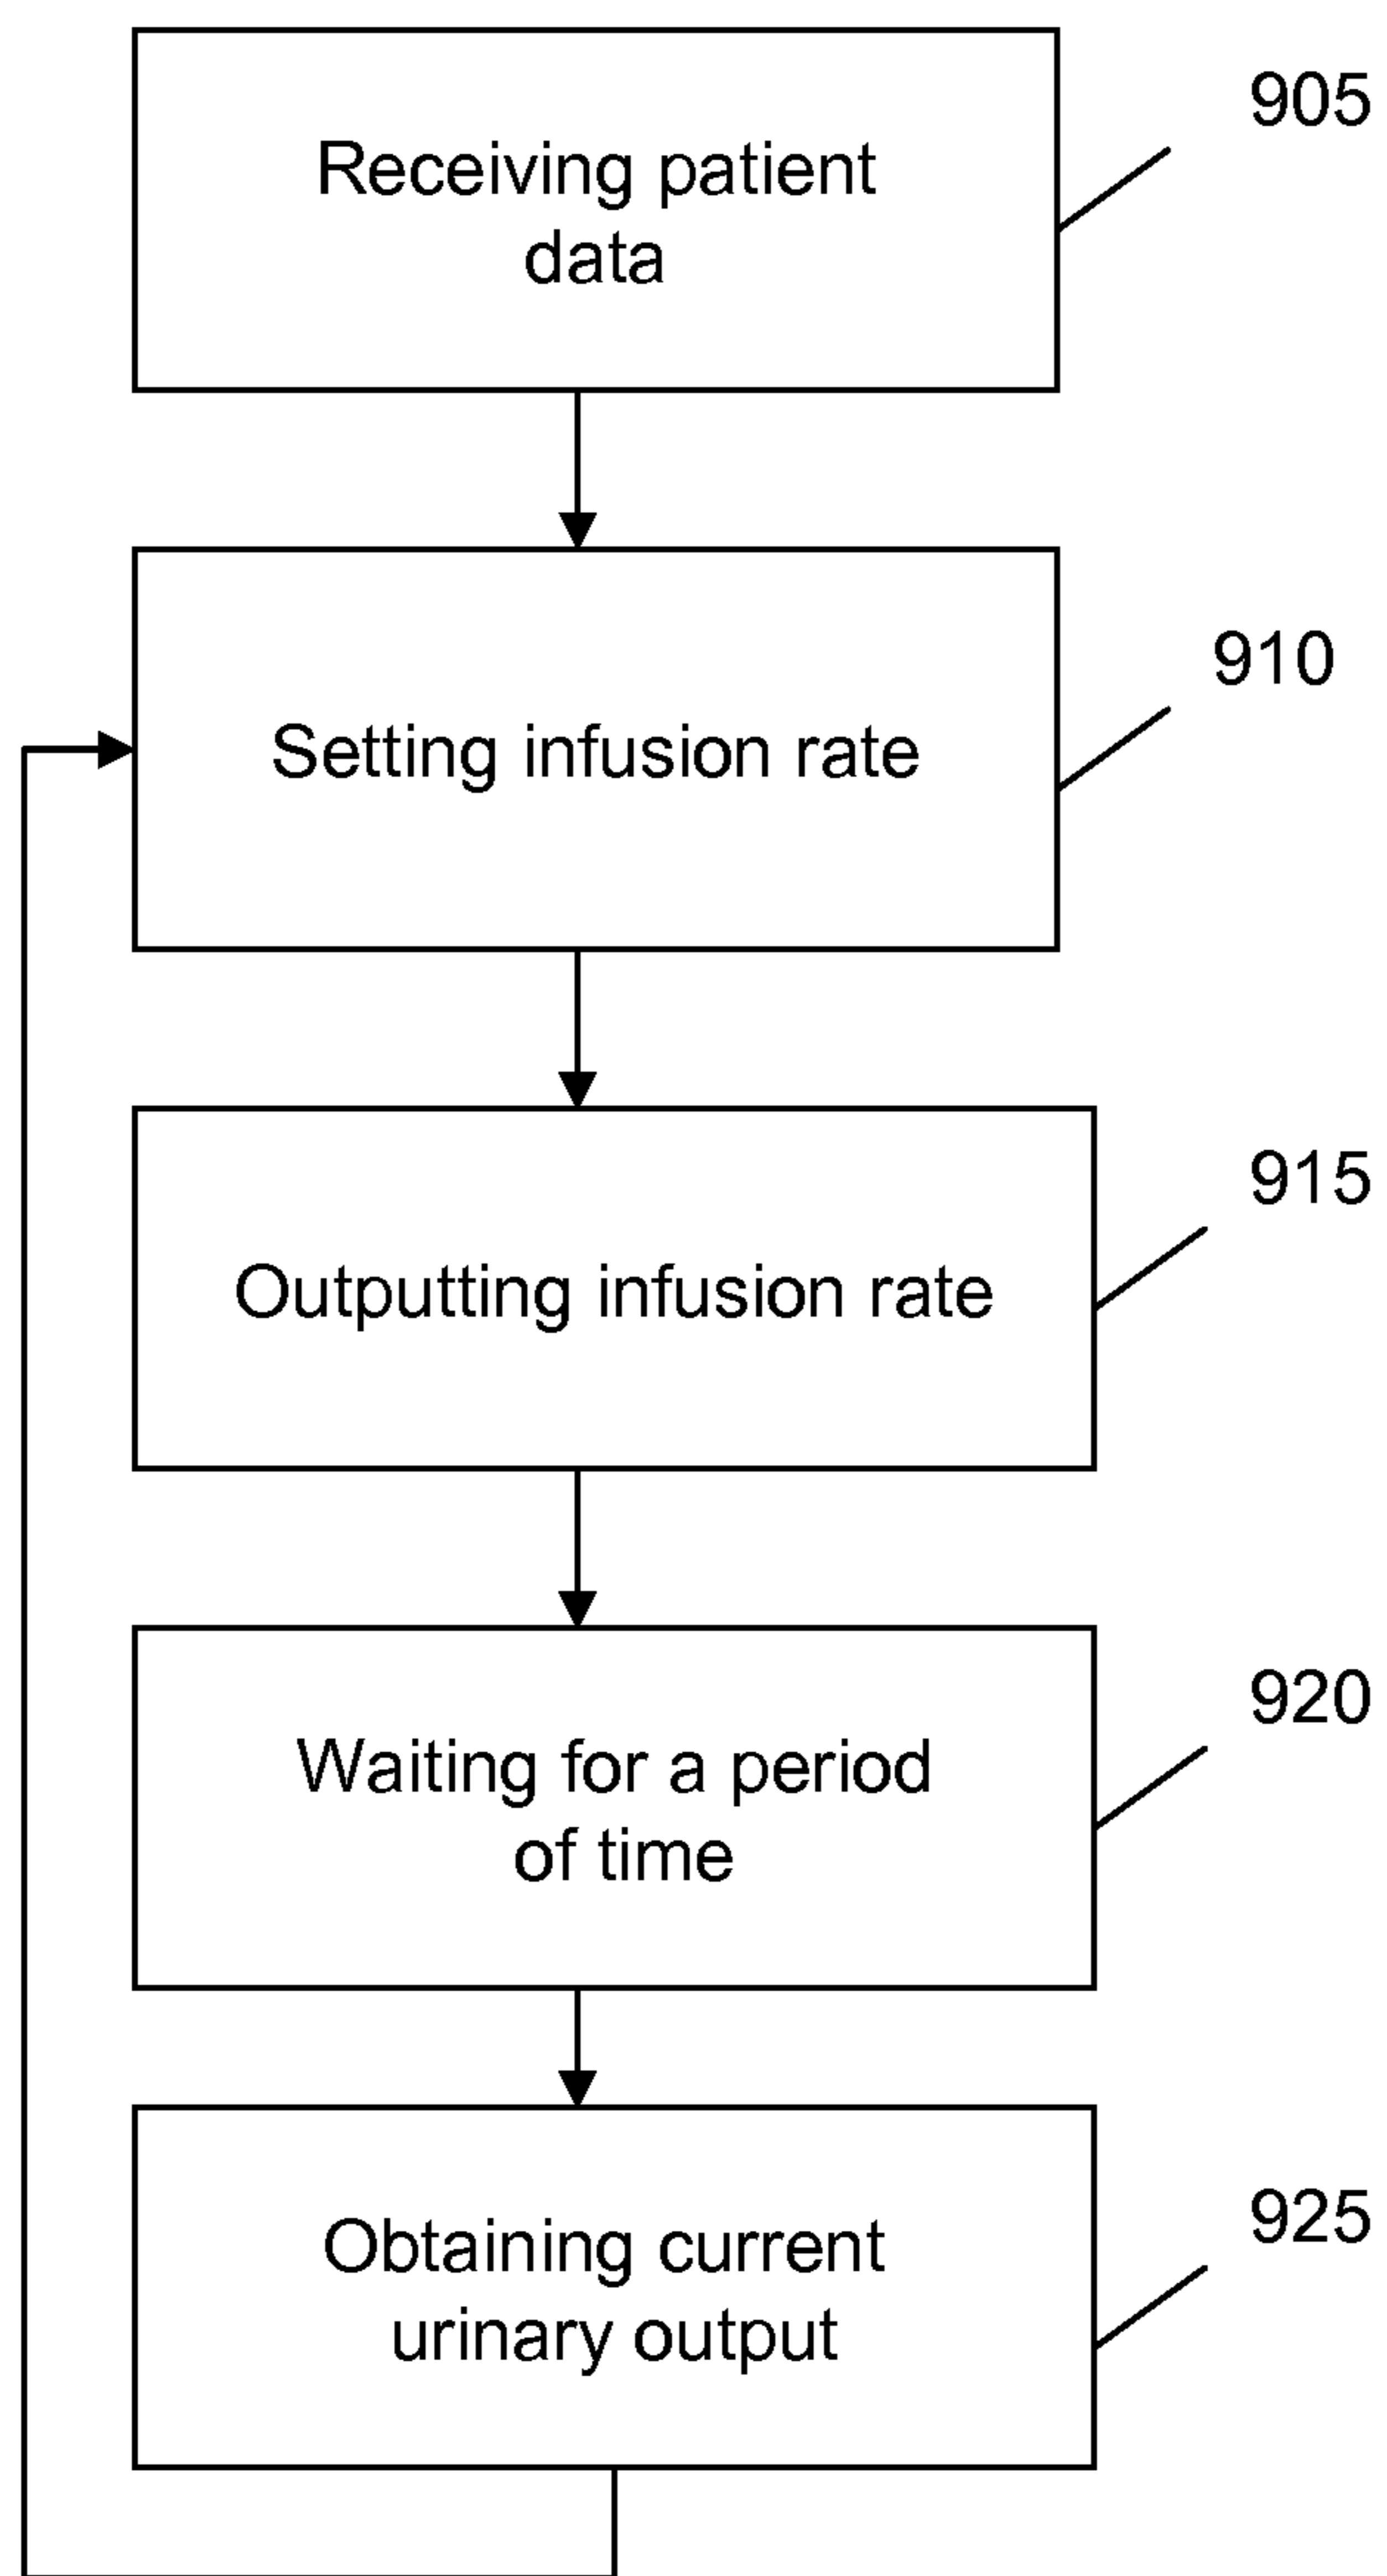 905
Receiving patient
data
910
Setting infusion rate
915
Outputting infusion rate
920
Waiting for a period
of time
925
Obtaining current
urinary output